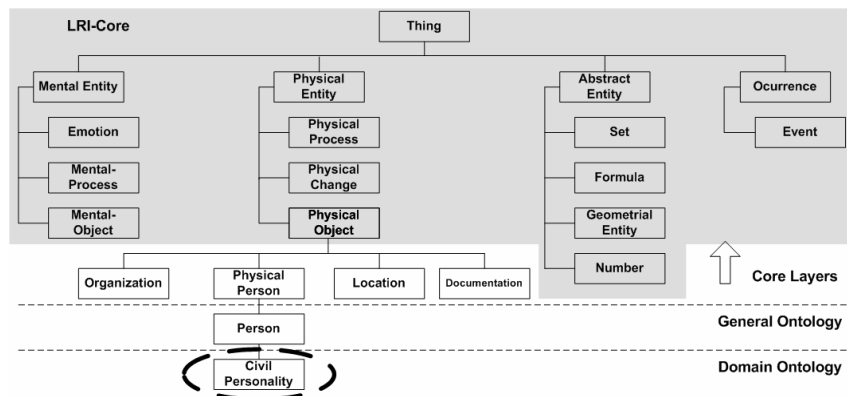 LRI-Core
Thing
Mental Entity
Physical
Entity
Abstract
Entity
Ocurrence
Emotion
Physical
Process
Set
Event
Mental-
Process
Physical
Change
Formula
Mental-
Object
Physical
Object
Geometrial
Entity
Organization
Physical
Person
Location
Documentation
Number
Core Layers
Person
General Ontology
Civil
Personality
Domain Ontology